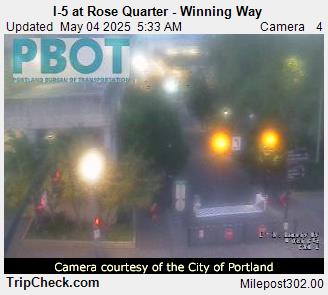 I-5 at Rose Quarter - Winning Way
Updated May 04 2025 5:33 AM Camera 4
PBOT
PORTLAND BUREAU OF TRANSPORTATION
Camera courtesy of the City of Portland
TripCheck.com Milepost302.00